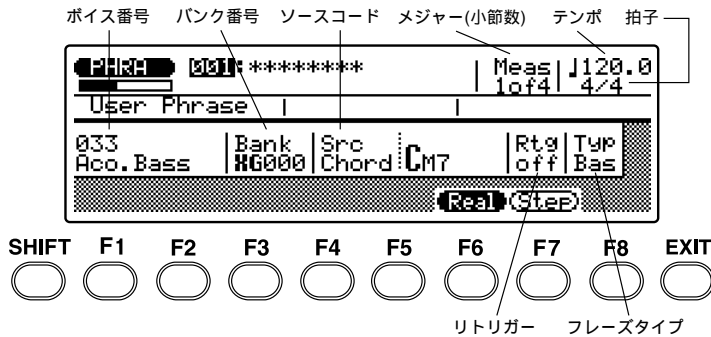 ボイス番号 バンク番号 ソースコード メジャー(小節数) テンポ 拍子
PHRA 001:******** Meas ♩120.0
1of4 4/4
User Phrase
033 Bank Src Rtg Typ
Aco.Bass XG000 Chord CM7 off Bas
Real Step
SHIFT F1 F2 F3 F4 F5 F6 F7 F8 EXIT
リトリガー フレーズタイプ